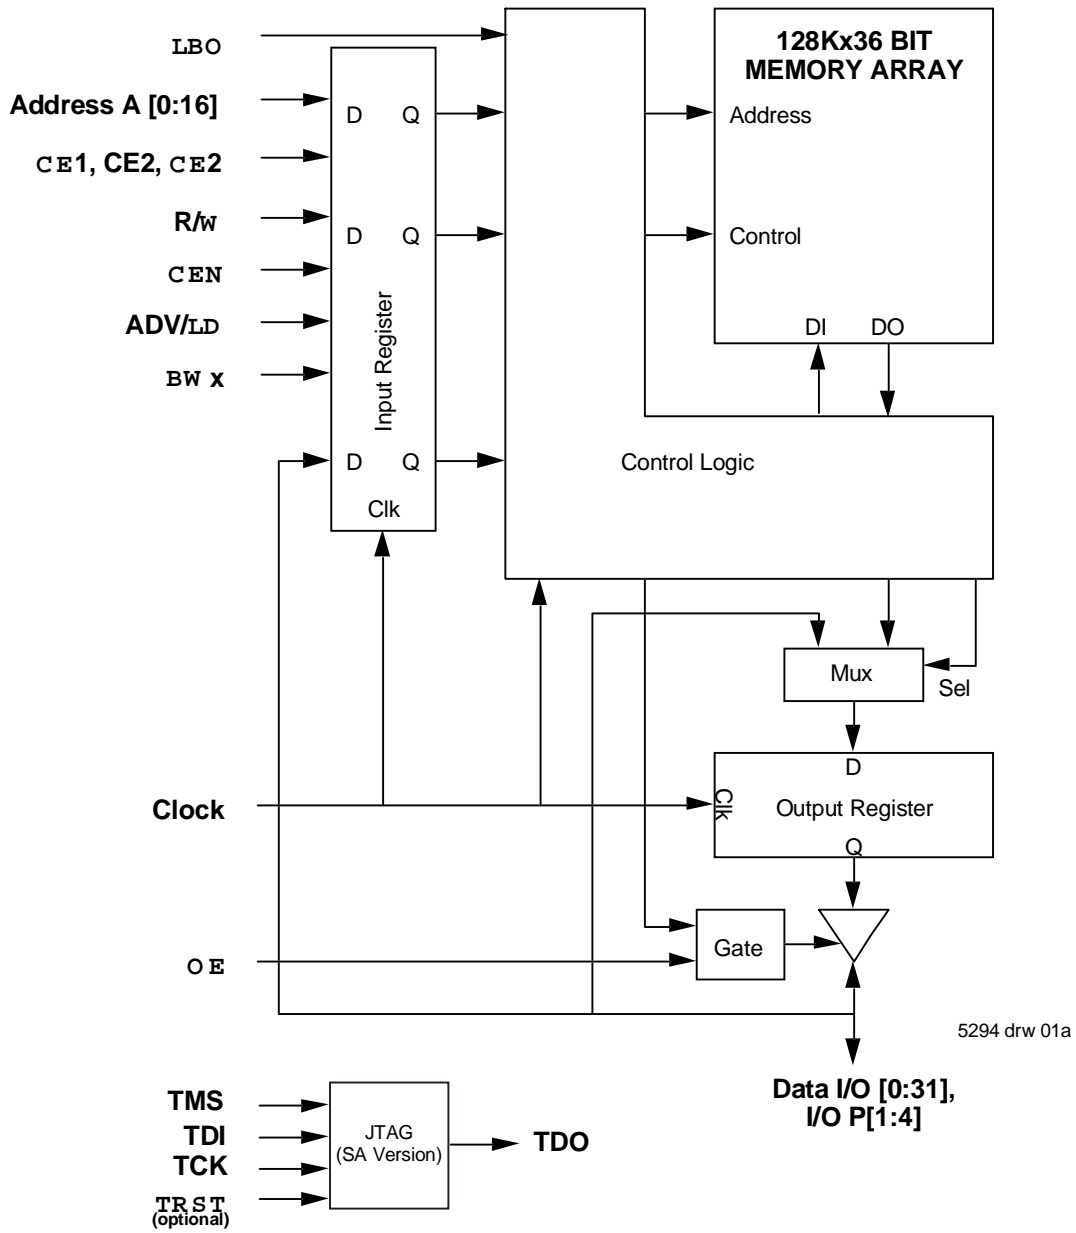 LBO
128Kx36 BIT
MEMORY ARRAY
Address A [0:16]
D Q
Address
CE1, CE2, CE2
R/W
D Q
Control
CEN
ADV/LD
Input Register
DI DO
BW x
D Q
Control Logic
Clk
Mux
Sel
D
Clock
Clk
Output Register
Q
Gate
OE
5294 drw 01a
Data I/O [0:31],
I/O P[1:4]
TMS
TDI
JTAG
(SA Version)
TDO
TCK
TRST
(optional)